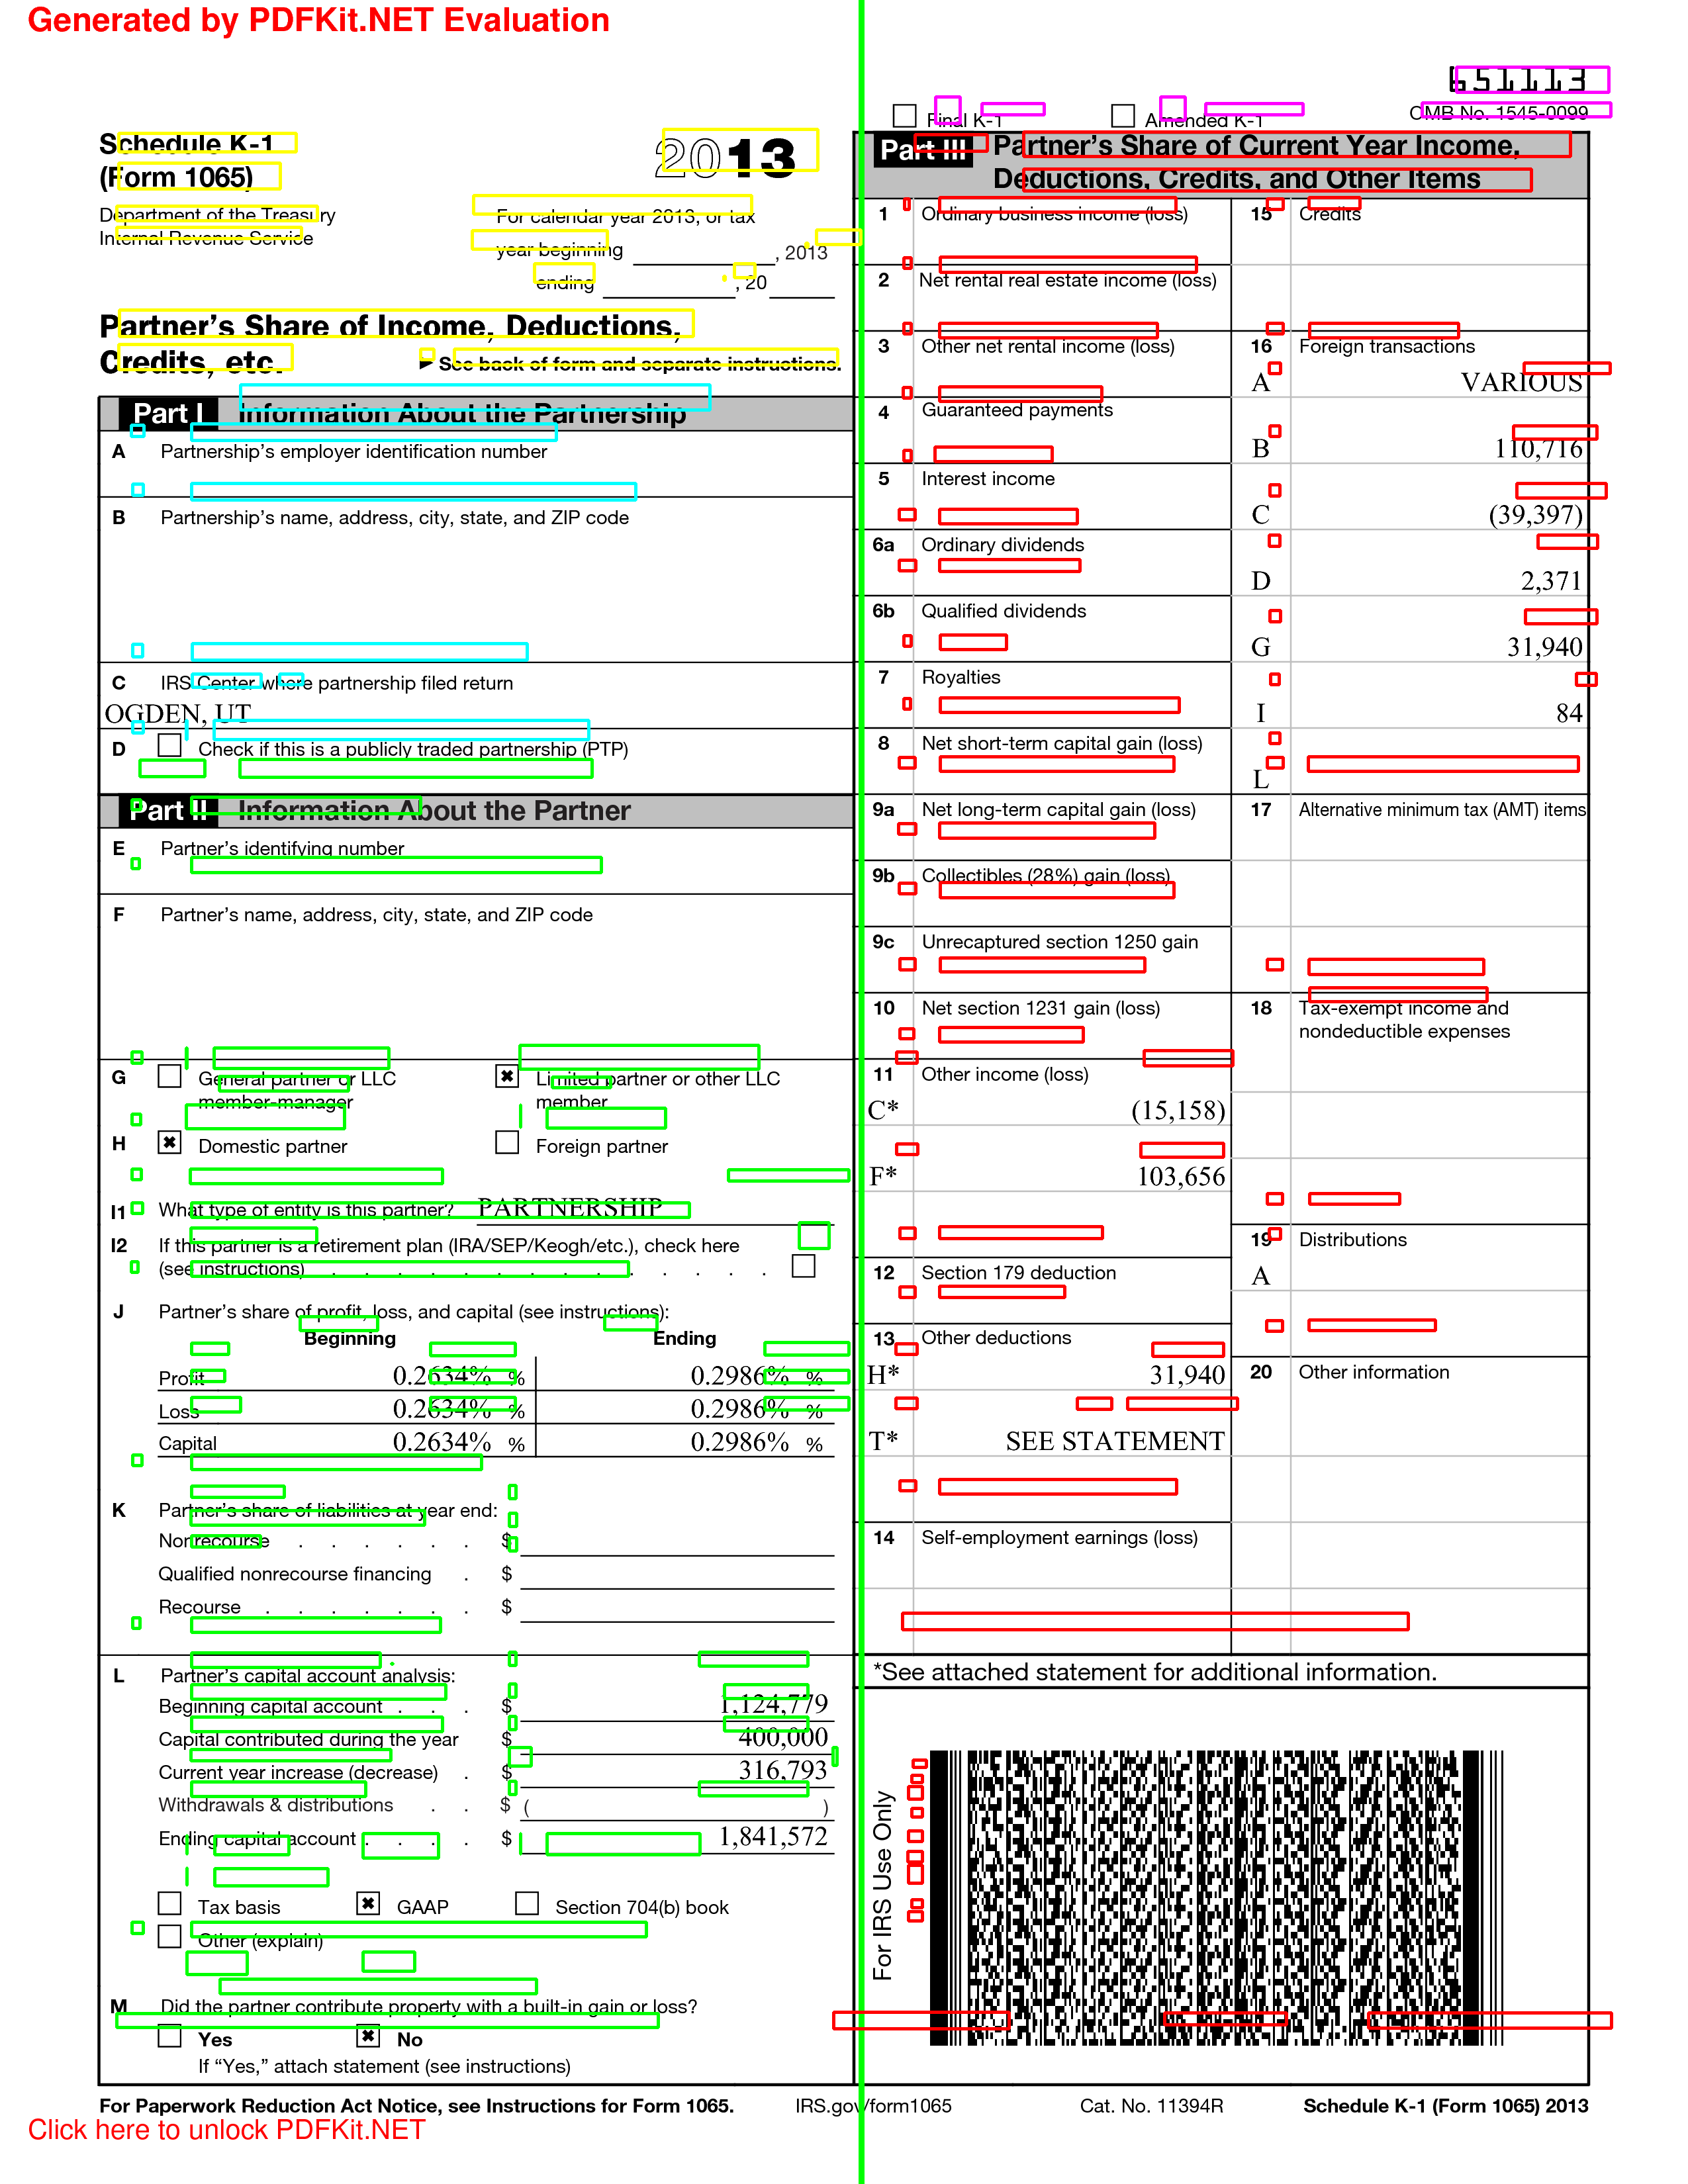 Generated by PDFKit.NET Evaluation
651113
Final K-1
Amended K-1
OMB No. 1545-0099
Schedule K-1
(Form 1065)
2013
Department of the Treasury
Internal Revenue Service
For calendar year 2013, or tax
year beginning , 2013
ending , 20
Partner's Share of Income, Deductions,
Credits, etc.
► See back of form and separate instructions.
Part I Information About the Partnership
A Partnership's employer identification number
B Partnership's name, address, city, state, and ZIP code
C IRS Center where partnership filed return
OGDEN, UT
D Check if this is a publicly traded partnership (PTP)
Part II Information About the Partner
E Partner's identifying number
F Partner's name, address, city, state, and ZIP code
G General partner or LLC member-manager
✖ Limited partner or other LLC member
H ✖ Domestic partner
Foreign partner
I1 What type of entity is this partner? PARTNERSHIP
I2 If this partner is a retirement plan (IRA/SEP/Keogh/etc.), check here
(see instructions) . . . . . . . . . . . . . . .
J Partner's share of profit, loss, and capital (see instructions):
Beginning Ending
Profit 0.2634% % 0.2986% %
Loss 0.2634% % 0.2986% %
Capital 0.2634% % 0.2986% %
K Partner's share of liabilities at year end:
Nonrecourse . . . . . . $
Qualified nonrecourse financing . $
Recourse . . . . . . . $
L Partner's capital account analysis:
Beginning capital account . . . $ 1,124,779
Capital contributed during the year $ 400,000
Current year increase (decrease) . $ 316,793
Withdrawals & distributions . . $ ( )
Ending capital account . . . . $ 1,841,572
Tax basis ✖ GAAP Section 704(b) book
Other (explain)
M Did the partner contribute property with a built-in gain or loss?
Yes ✖ No
If "Yes," attach statement (see instructions)
Part III Partner's Share of Current Year Income,
Deductions, Credits, and Other Items
1 Ordinary business income (loss)
2 Net rental real estate income (loss)
3 Other net rental income (loss)
4 Guaranteed payments
5 Interest income
6a Ordinary dividends
6b Qualified dividends
7 Royalties
8 Net short-term capital gain (loss)
9a Net long-term capital gain (loss)
9b Collectibles (28%) gain (loss)
9c Unrecaptured section 1250 gain
10 Net section 1231 gain (loss)
11 Other income (loss)
C* (15,158)
F* 103,656
12 Section 179 deduction
13 Other deductions
H* 31,940
T* SEE STATEMENT
14 Self-employment earnings (loss)
15 Credits
16 Foreign transactions
A VARIOUS
B 110,716
C (39,397)
D 2,371
G 31,940
I 84
L
17 Alternative minimum tax (AMT) items
18 Tax-exempt income and
nondeductible expenses
19 Distributions
A
20 Other information
*See attached statement for additional information.
For IRS Use Only
For Paperwork Reduction Act Notice, see Instructions for Form 1065. IRS.gov/form1065 Cat. No. 11394R Schedule K-1 (Form 1065) 2013
Click here to unlock PDFKit.NET